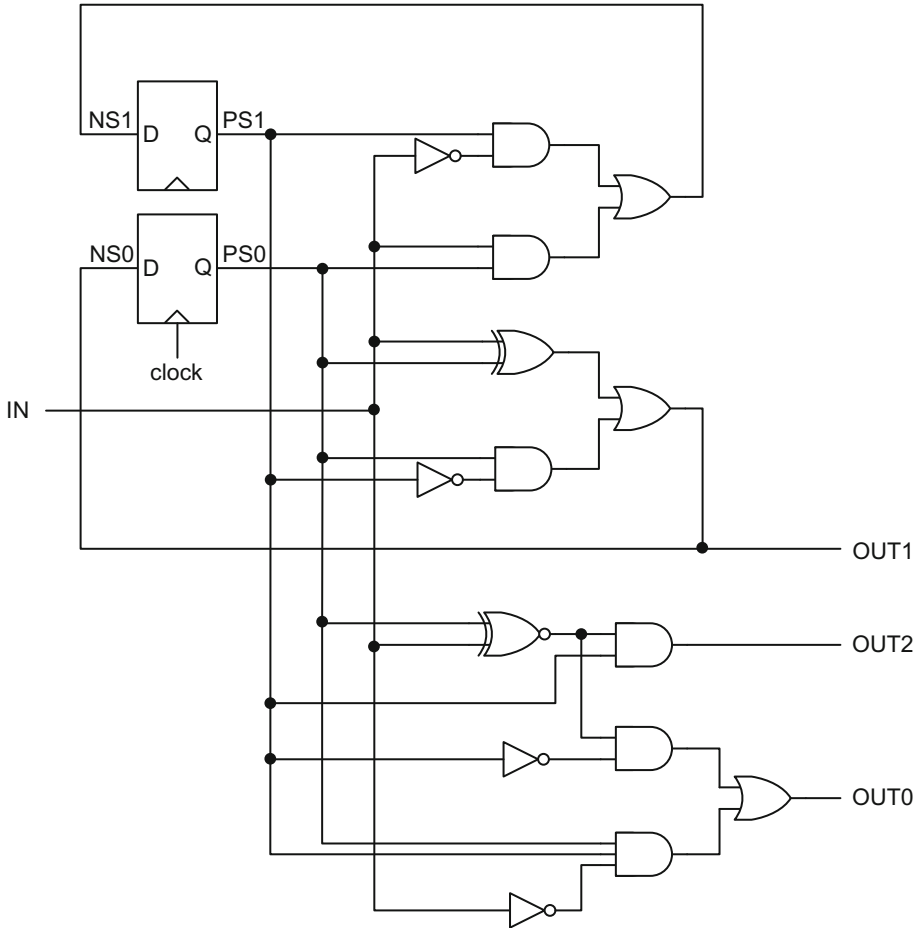 NS1 D Q PS1
NS0 D Q PS0
clock
IN
OUT1
OUT2
OUT0